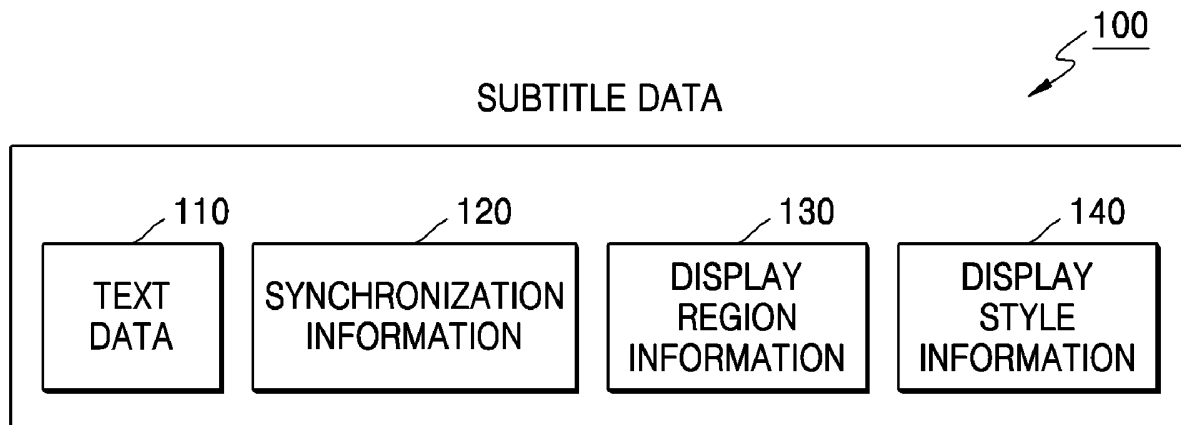 100
SUBTITLE DATA
110 120 130 140
TEXT
DATA
SYNCHRONIZATION
INFORMATION
DISPLAY
REGION
INFORMATION
DISPLAY
STYLE
INFORMATION